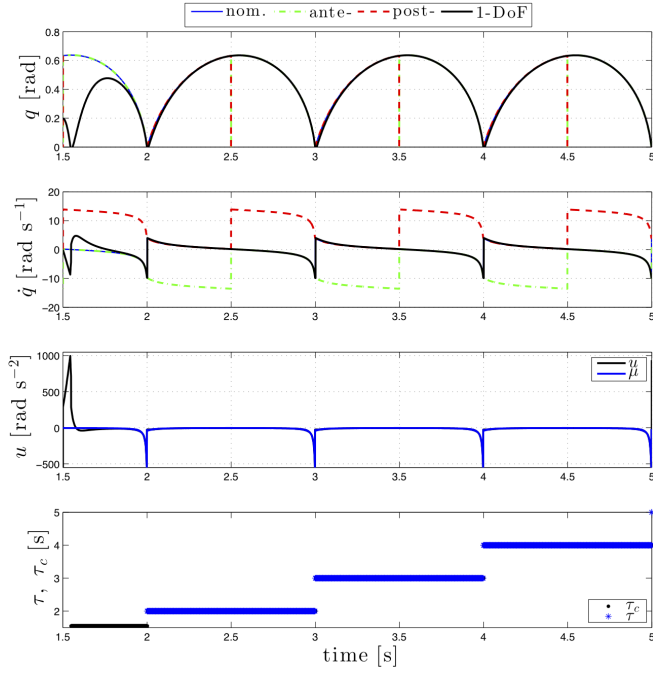 nom. ante- post- 1-DoF
q [rad]
0.8
0.6
0.4
0.2
0
1.5 2 2.5 3 3.5 4 4.5 5
q̇ [rad s⁻¹]
20
10
0
−10
−20
1.5 2 2.5 3 3.5 4 4.5 5
u [rad s⁻²]
1000
500
0
−500
u
μ
1.5 2 2.5 3 3.5 4 4.5 5
τ, τc [s]
5
4
3
2
τc
τ
1.5 2 2.5 3 3.5 4 4.5 5
time [s]